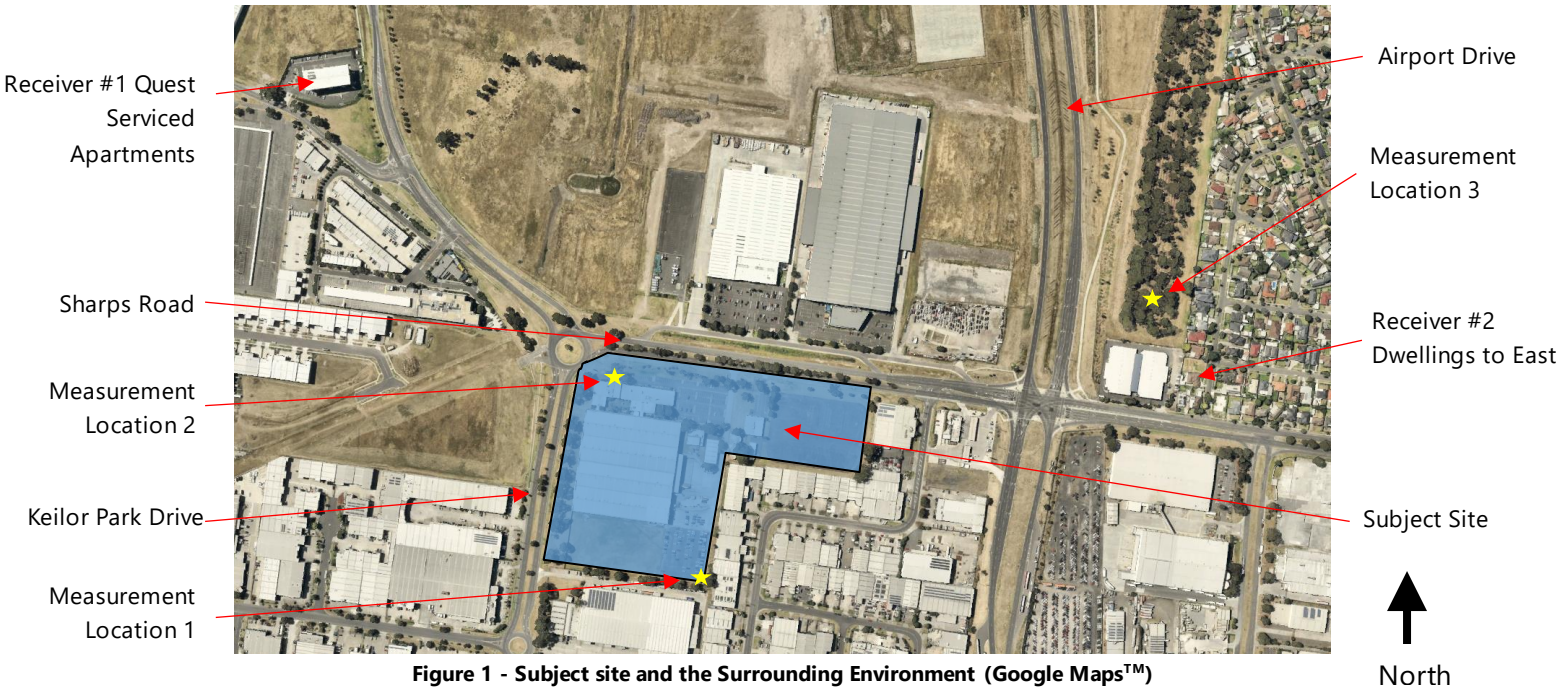 Receiver #1 Quest
Serviced
Apartments
Sharps Road
Measurement
Location 2
Keilor Park Drive
Measurement
Location 1
Airport Drive
Measurement
Location 3
Receiver #2
Dwellings to East
Subject Site
North
Figure 1 - Subject site and the Surrounding Environment (Google Maps™)